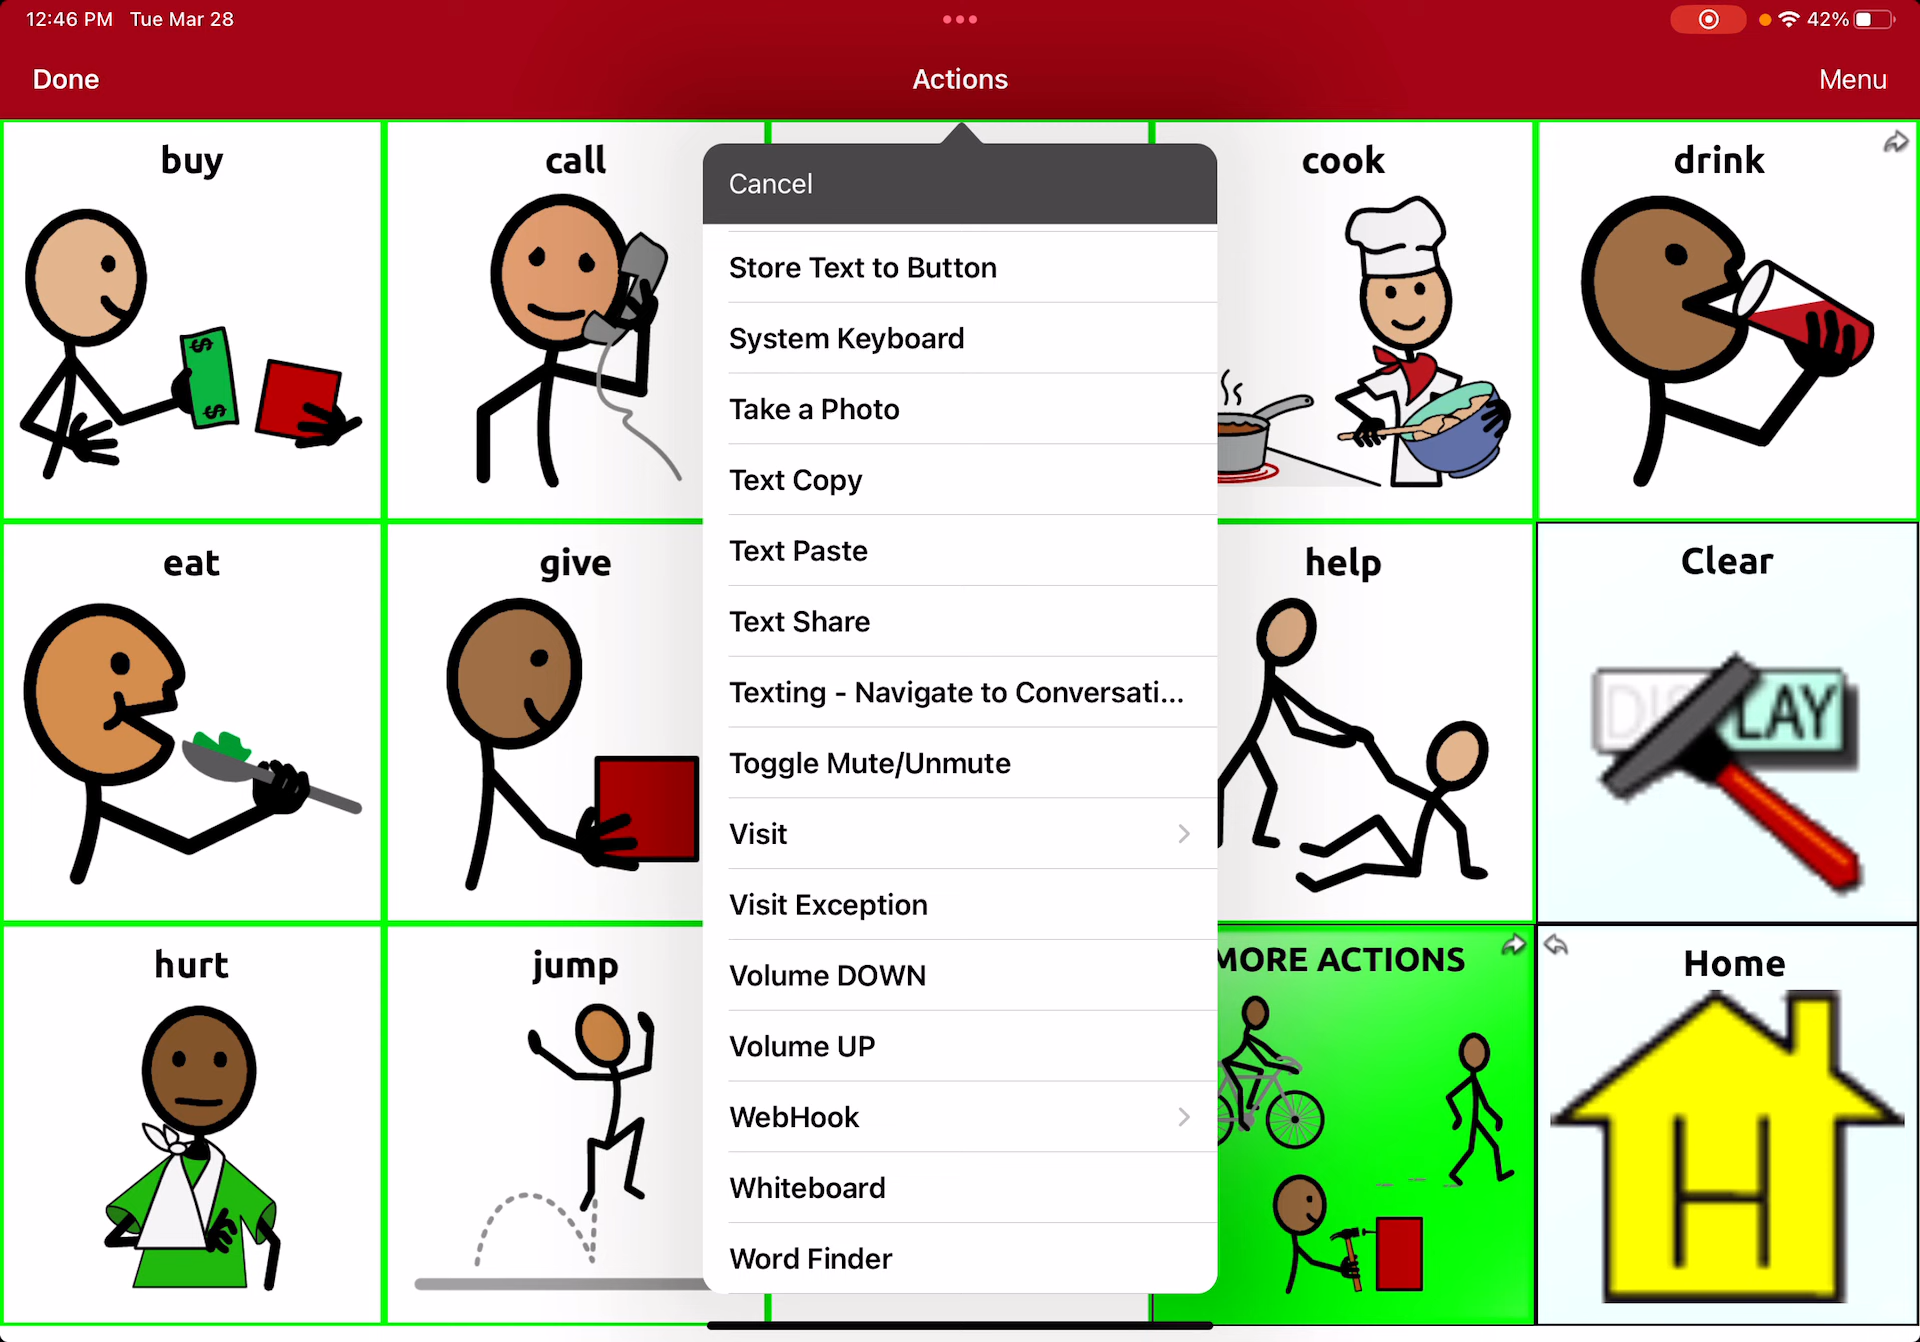 12:46 PM Tue Mar 28
42%
Done
Actions
Menu
buy
call
cook
drink
Cancel
Store Text to Button
System Keyboard
Take a Photo
Text Copy
Text Paste
Text Share
Texting - Navigate to Conversati...
Toggle Mute/Unmute
Visit
Visit Exception
Volume DOWN
Volume UP
WebHook
Whiteboard
Word Finder
eat
give
help
Clear
$
$
DI LAY
hurt
jump
MORE ACTIONS
Home
H